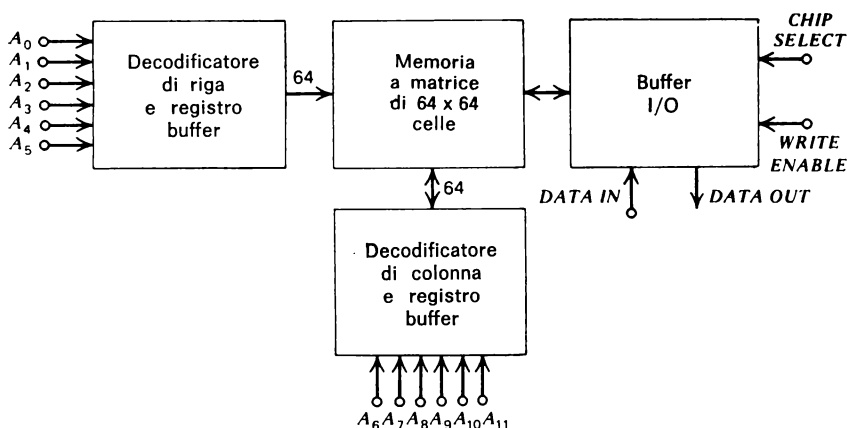 A0
A1
A2
A3
A4
A5
Decodificatore
di riga
e registro
buffer
64
Memoria
a matrice
di 64 x 64
celle
Buffer
I/O
CHIP
SELECT
WRITE
ENABLE
DATA IN
DATA OUT
64
Decodificatore
di colonna
e registro
buffer
A6 A7 A8 A9 A10 A11